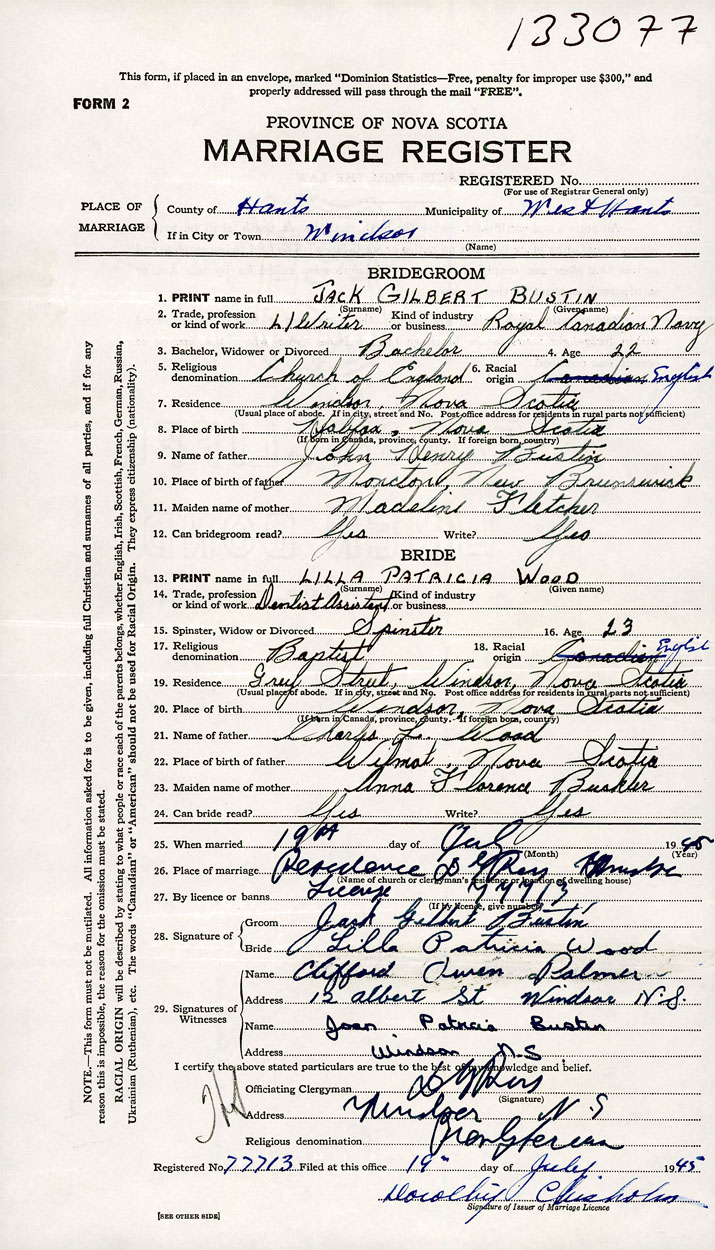 133077
This form, if placed in an envelope, marked "Dominion Statistics—Free, penalty for improper use $300," and
properly addressed will pass through the mail "FREE".
FORM 2
PROVINCE OF NOVA SCOTIA
MARRIAGE REGISTER
REGISTERED No.
(For use of Registrar General only)
PLACE OF MARRIAGE
County of Hants Municipality of West Hants
If in City or Town Windsor
(Name)
BRIDEGROOM
1. PRINT name in full JACK GILBERT BUSTIN
(Surname) (Given name)
2. Trade, profession or kind of work L/Writer Kind of industry or business Royal Canadian Navy
3. Bachelor, Widower or Divorced Bachelor 4. Age 22
5. Religious denomination Church of England 6. Racial origin Canadian English
7. Residence Windsor, Nova Scotia
(Usual place of abode. If in city, street and No. Post office address for residents in rural parts not sufficient)
8. Place of birth Halifax, Nova Scotia
(If born in Canada, province, county. If foreign born, country)
9. Name of father John Henry Bustin
10. Place of birth of father Moncton, New Brunswick
11. Maiden name of mother Madeline Fletcher
12. Can bridegroom read? Yes Write? Yes
BRIDE
13. PRINT name in full LILLA PATRICIA WOOD
(Surname) (Given name)
14. Trade, profession or kind of work Dentist Assistant Kind of industry or business
15. Spinster, Widow or Divorced Spinster 16. Age 23
17. Religious denomination Baptist 18. Racial origin Canadian English
19. Residence Grey Street, Windsor, Nova Scotia
(Usual place of abode. If in city, street and No. Post office address for residents in rural parts not sufficient)
20. Place of birth Windsor, Nova Scotia
(If born in Canada, province, county. If foreign born, country)
21. Name of father Charles L. Wood
22. Place of birth of father Wilmot, Nova Scotia
23. Maiden name of mother Anna Florence
24. Can bride read? Yes Write? Yes
25. When married 19th day of July 1945
(Month) (Year)
26. Place of marriage Residence
(Name of church or clergyman's residence or location of dwelling house)
27. By licence or banns License 77713
(If by licence, give number)
28. Signature of
Groom Jack Gilbert Bustin
Bride Lilla Patricia Wood
29. Signatures of Witnesses
Name Clifford Owen Palmer
Address 12 Albert St Windsor N.S.
Name Joan Patricia Bustin
Address Windsor N.S
I certify the above stated particulars are true to the best of my knowledge and belief.
Officiating Clergyman
(Signature)
Address Windsor N.S
Religious denomination Presbyterian
Registered No. 77713 Filed at this office 19" day of July 1945
Dorothy Chisholm
Signature of Issuer of Marriage Licence
[SEE OTHER SIDE]
NOTE.—This form must not be mutilated. All information asked for is to be given, including full Christian and surnames of all parties, and if for any
reason this is impossible, the reason for the omission must be stated.
RACIAL ORIGIN will be described by stating to what people or race each of the parents belongs, whether English, Irish, Scottish, French, German, Russian,
Ukrainian (Ruthenian), etc. The words "Canadian" or "American" should not be used for Racial Origin. They express citizenship (nationality).